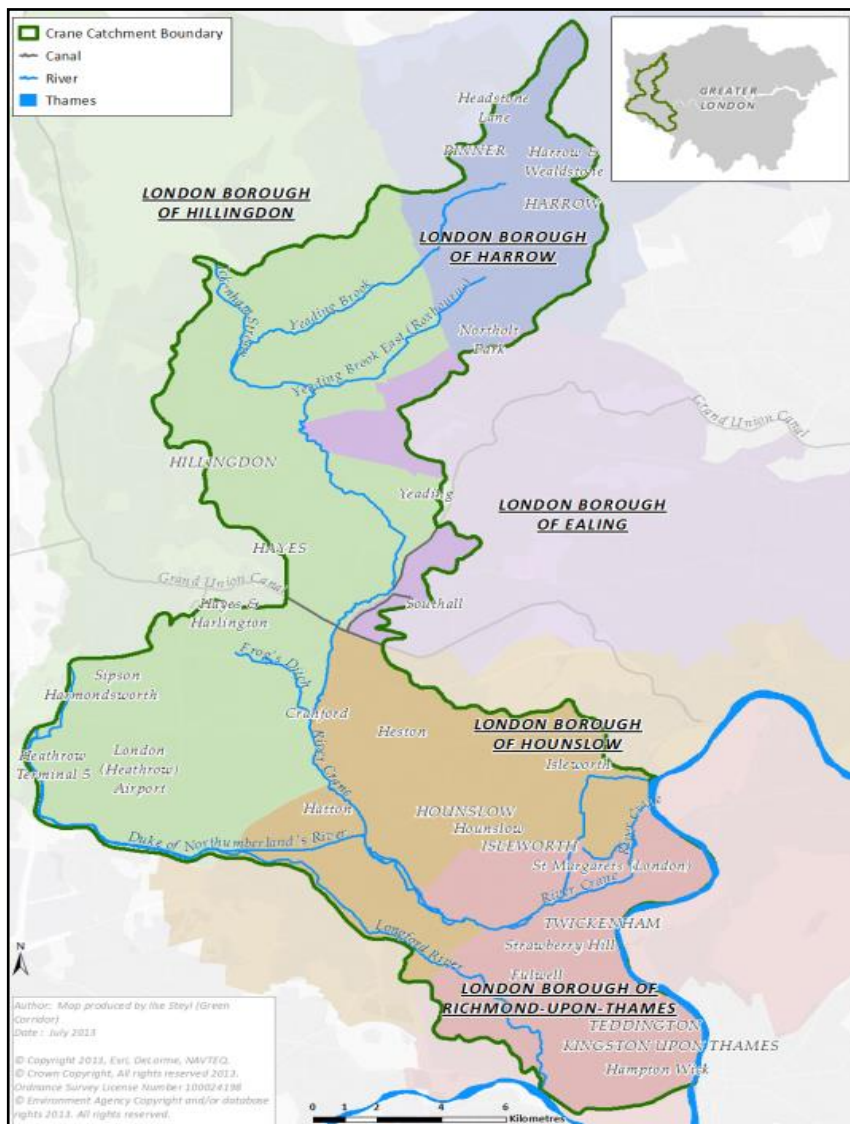 Crane Catchment Boundary
Canal
River
Thames
GREATER
LONDON
Headstone
Lane
PINNER
Harrow &
Wealdstone
HARROW
LONDON BOROUGH
OF HILLINGDON
LONDON BOROUGH
OF HARROW
Ickenham Stream
Yeading Brook
Yeading Brook East (Roxbourne)
Northolt
Park
Grand Union Canal
HILLINGDON
Yeading
LONDON BOROUGH
OF EALING
HAYES
Grand Union Canal
Hayes &
Harlington
Southall
Frog's Ditch
Sipson
Harmondsworth
Cranford
Heston
LONDON BOROUGH
OF HOUNSLOW
Isleworth
Heathrow
Terminal 5
London
(Heathrow)
Airport
River Crane
Hatton
HOUNSLOW
Hounslow
ISLEWORTH
River Crane
Duke of Northumberland's River
St Margarets (London)
River Crane
TWICKENHAM
Strawberry Hill
Longford River
Fulwell
LONDON BOROUGH OF
RICHMOND-UPON-THAMES
TEDDINGTON
KINGSTON UPON THAMES
Hampton Wick
N
Author: Map produced by Ilse Steyl (Green
Corridor)
Date : July 2013
© Copyright 2013, Esri, DeLorme, NAVTEQ.
© Crown Copyright, All rights reserved 2013.
Ordnance Survey License Number 100024198
© Environment Agency Copyright and/or database
rights 2013. All rights reserved.
0 1 2 4 6
Kilometres